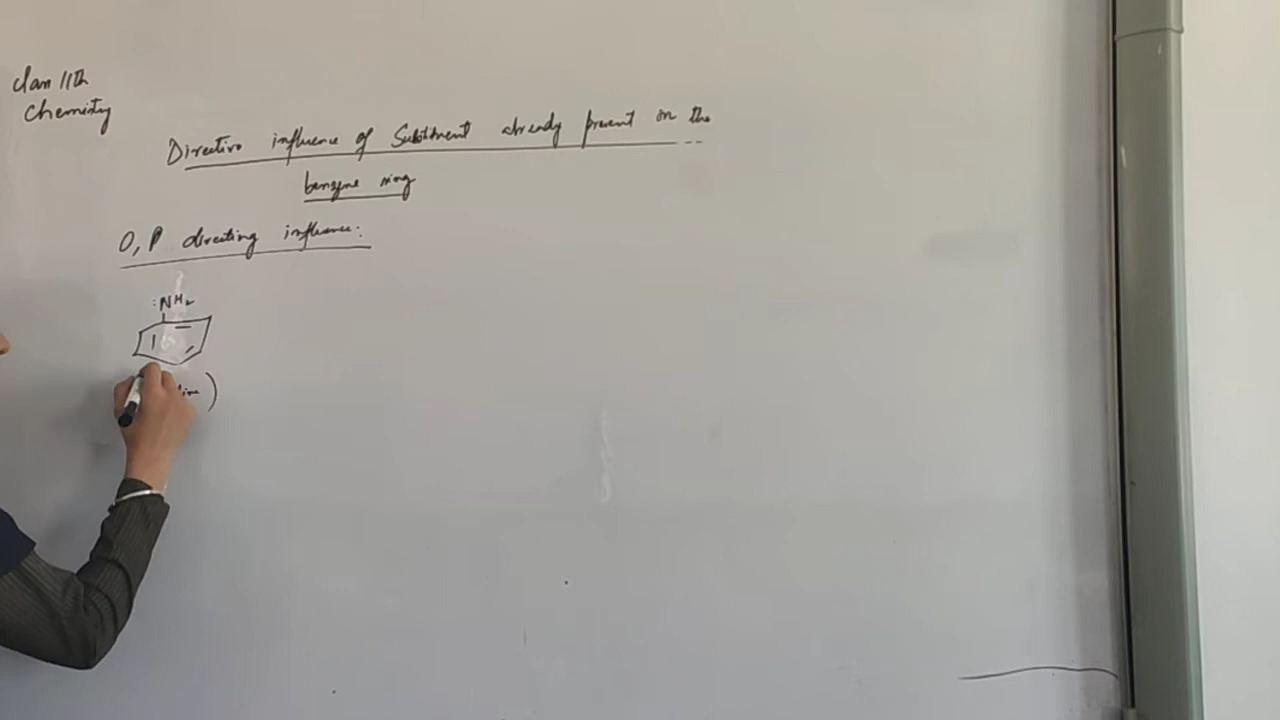 Class 11th
Chemistry
Directive influence of Substituent already present on the
benzene ring
O, P directing influence:
:NH₂
)